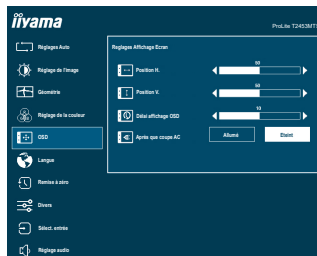 iiyama
ProLite T2453MT
Réglages Auto
Reglages Affichage Ecran
Réglage de l'image
Position H.
50
Géométrie
Position V.
50
Réglage de la couleur
Délai affichage OSD
10
OSD
Après que coupe AC
Allumé
Eteint
Langue
Remise à zéro
Divers
Sélect. entrée
Réglage audio